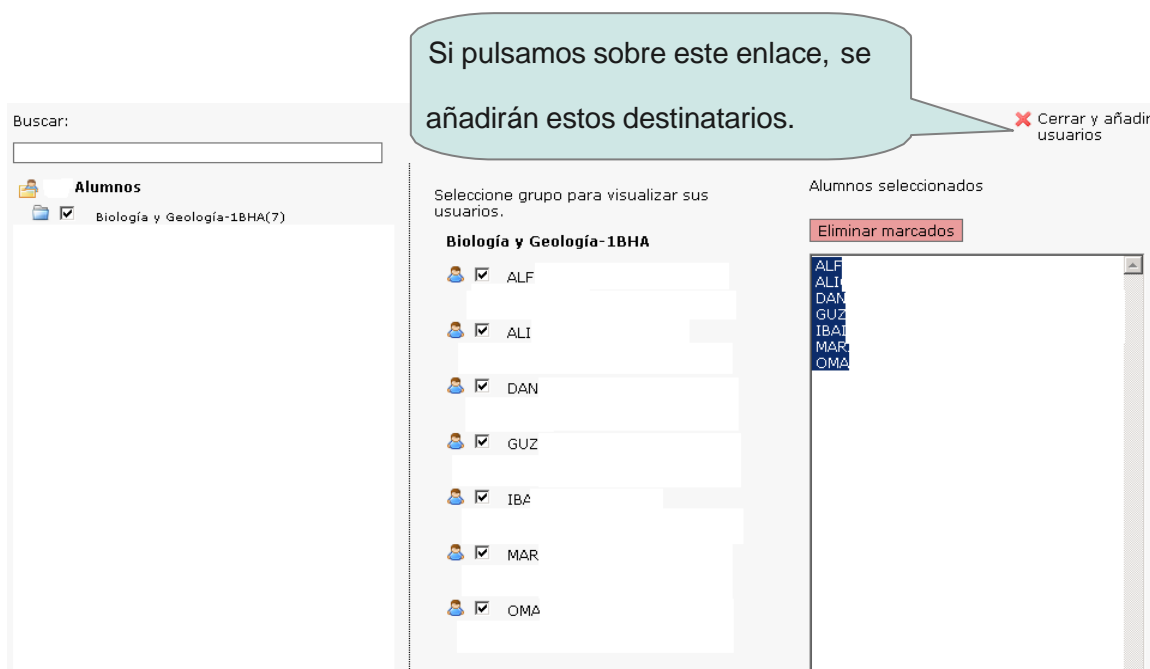 Si pulsamos sobre este enlace, se
añadirán estos destinatarios.
Cerrar y añadir
usuarios
Buscar:
Alumnos
Biología y Geología-1BHA(7)
Seleccione grupo para visualizar sus
usuarios.
Biología y Geología-1BHA
ALF
ALI
DAN
GUZ
IBA
MAR
OMA
Alumnos seleccionados
Eliminar marcados
ALF
ALI
DAN
GUZ
IBAI
MAR
OMA